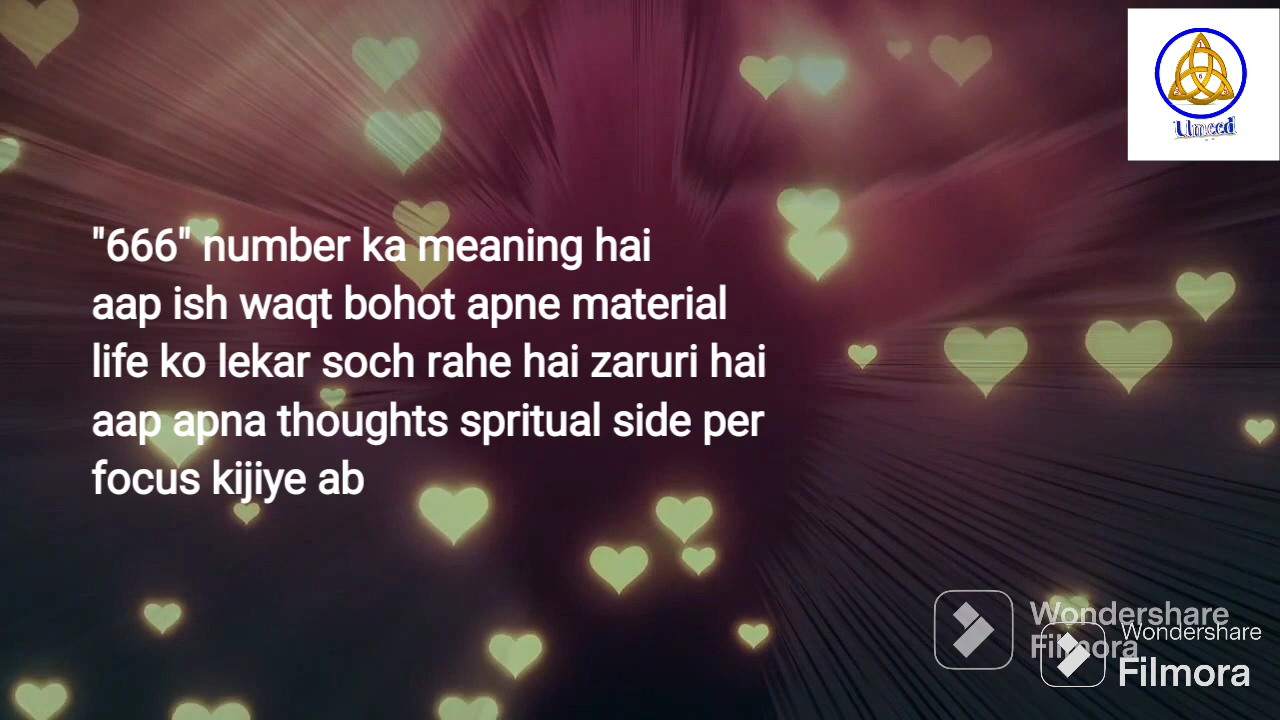 Umeed
"666" number ka meaning hai
aap ish waqt bohot apne material
life ko lekar soch rahe hai zaruri hai
aap apna thoughts spritual side per
focus kijiye ab
Wondershare
Filmora
Wondershare
Filmora